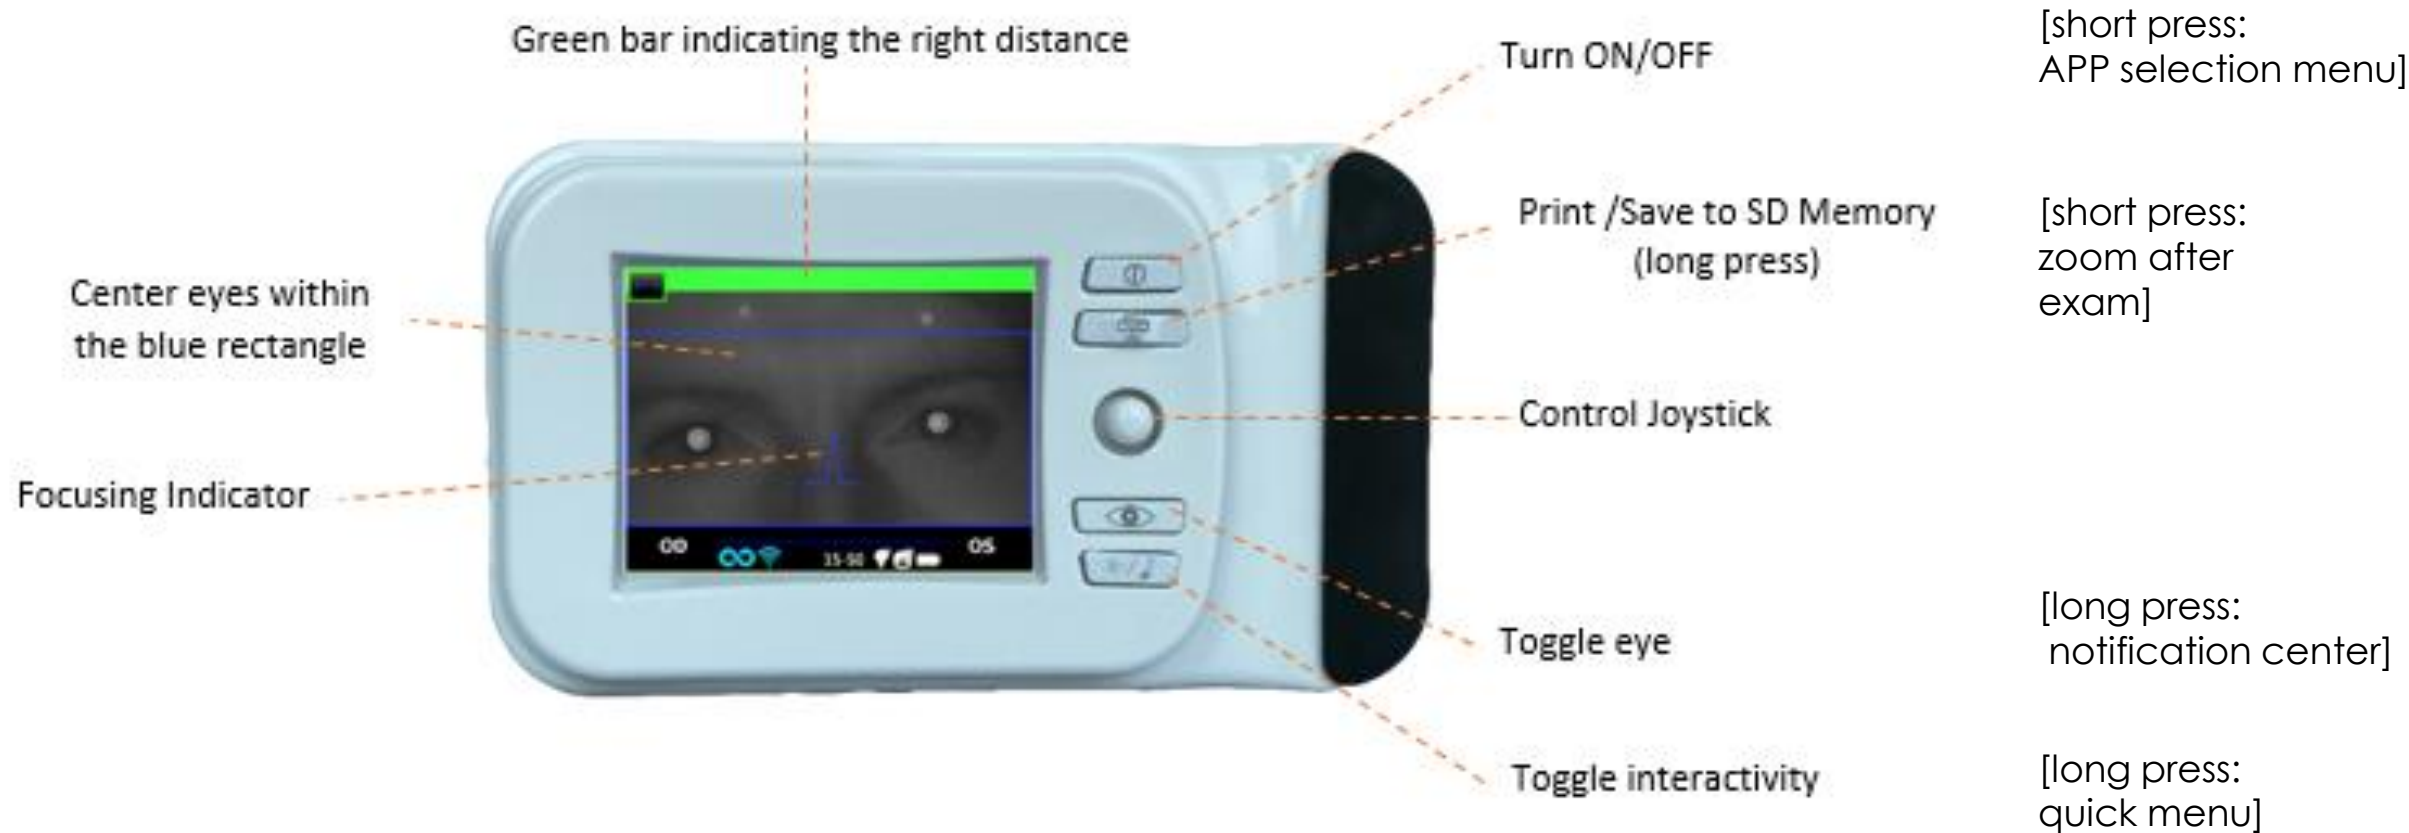 Green bar indicating the right distance
Turn ON/OFF
[short press:
APP selection menu]
Print /Save to SD Memory
(long press)
[short press:
zoom after
exam]
Center eyes within
the blue rectangle
Control Joystick
Focusing Indicator
OD
15-50
OS
Toggle eye
[long press:
notification center]
Toggle interactivity
[long press:
quick menu]